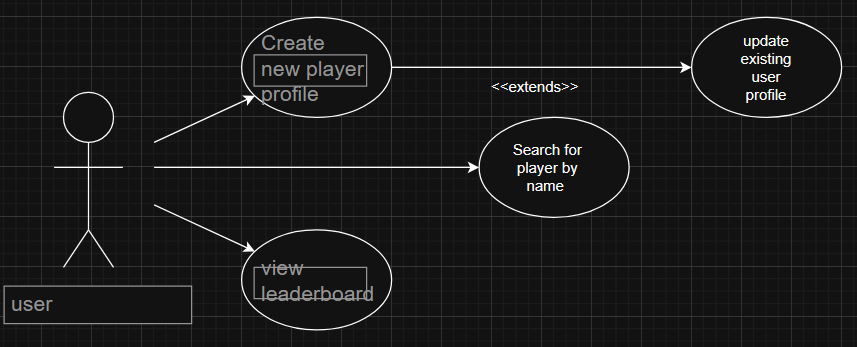 Create
new player
profile
<<extends>>
update
existing
user
profile
Search for
player by
name
view
leaderboard
user